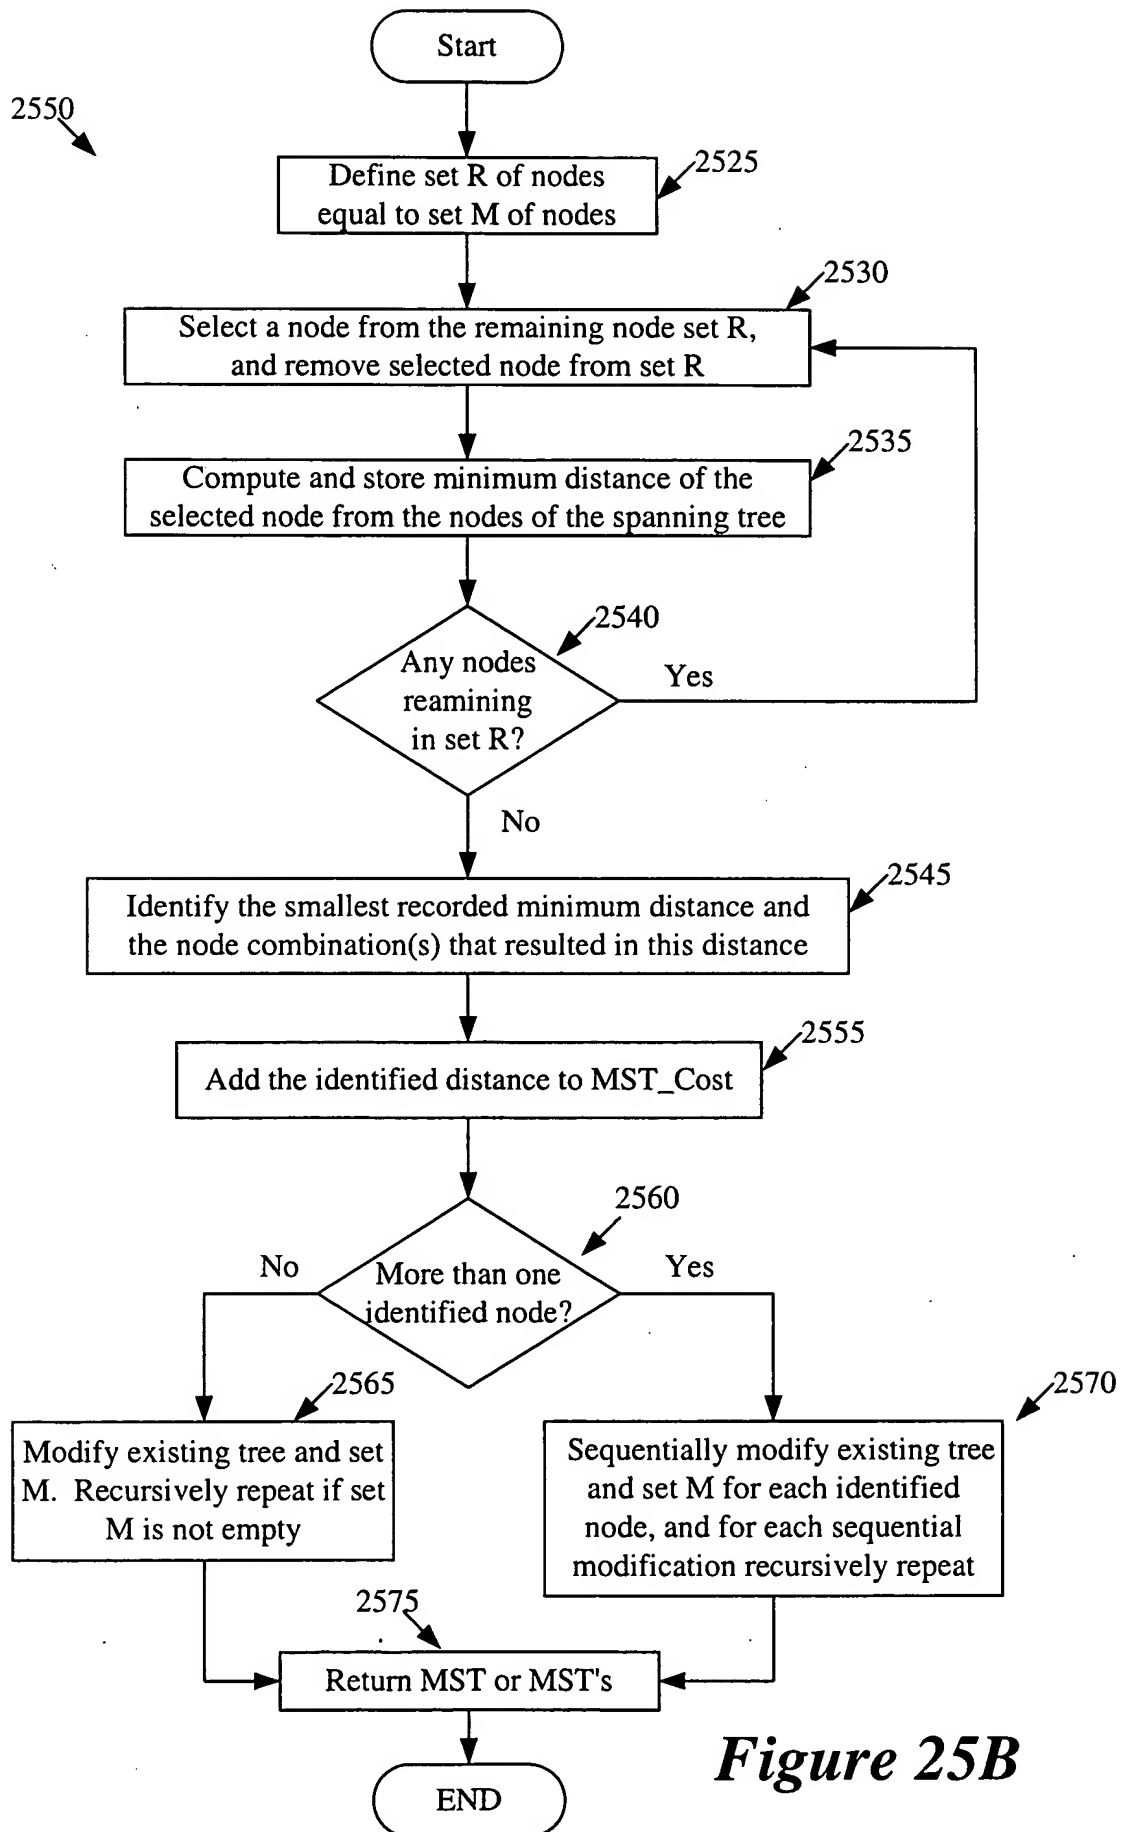 Start
2550
2525
Define set R of nodes
equal to set M of nodes
2530
Select a node from the remaining node set R,
and remove selected node from set R
2535
Compute and store minimum distance of the
selected node from the nodes of the spanning tree
2540
Any nodes
reamining
in set R?
Yes
No
2545
Identify the smallest recorded minimum distance and
the node combination(s) that resulted in this distance
2555
Add the identified distance to MST_Cost
2560
No
More than one
identified node?
Yes
2565
Modify existing tree and set
M. Recursively repeat if set
M is not empty
2570
Sequentially modify existing tree
and set M for each identified
node, and for each sequential
modification recursively repeat
2575
Return MST or MST's
Figure 25B
END